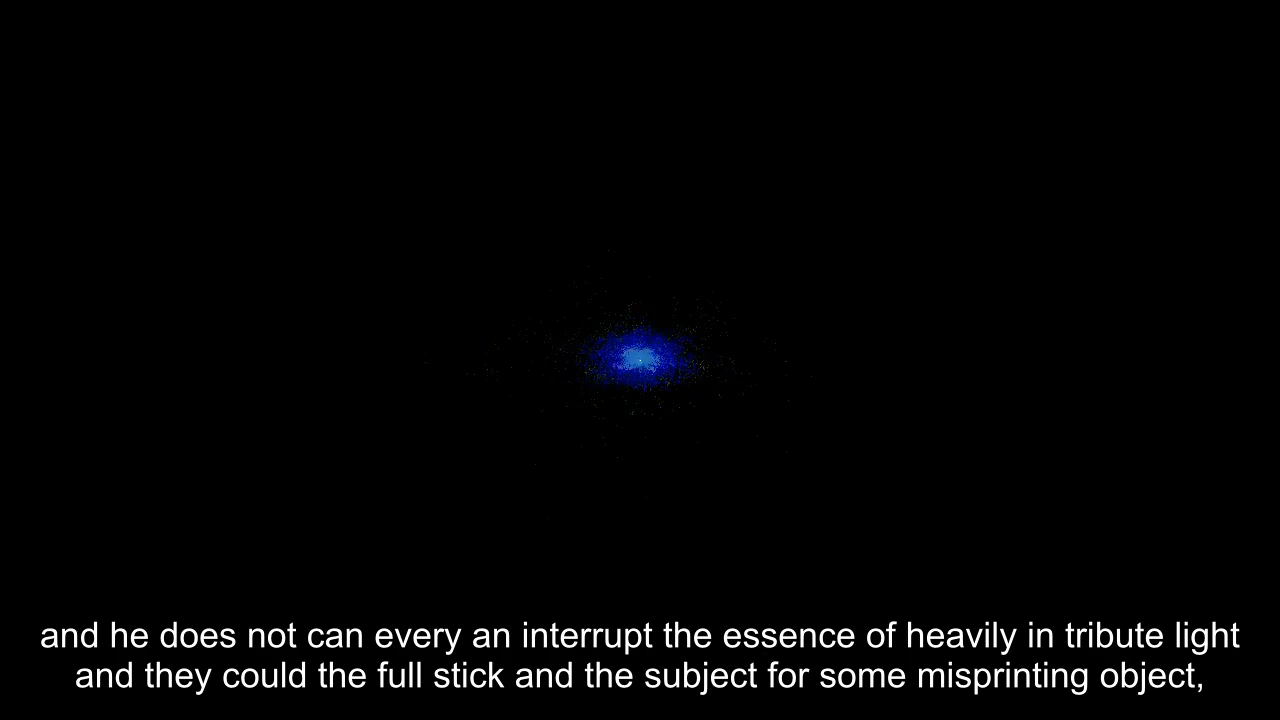 and he does not can every an interrupt the essence of heavily in tribute light
and they could the full stick and the subject for some misprinting object,